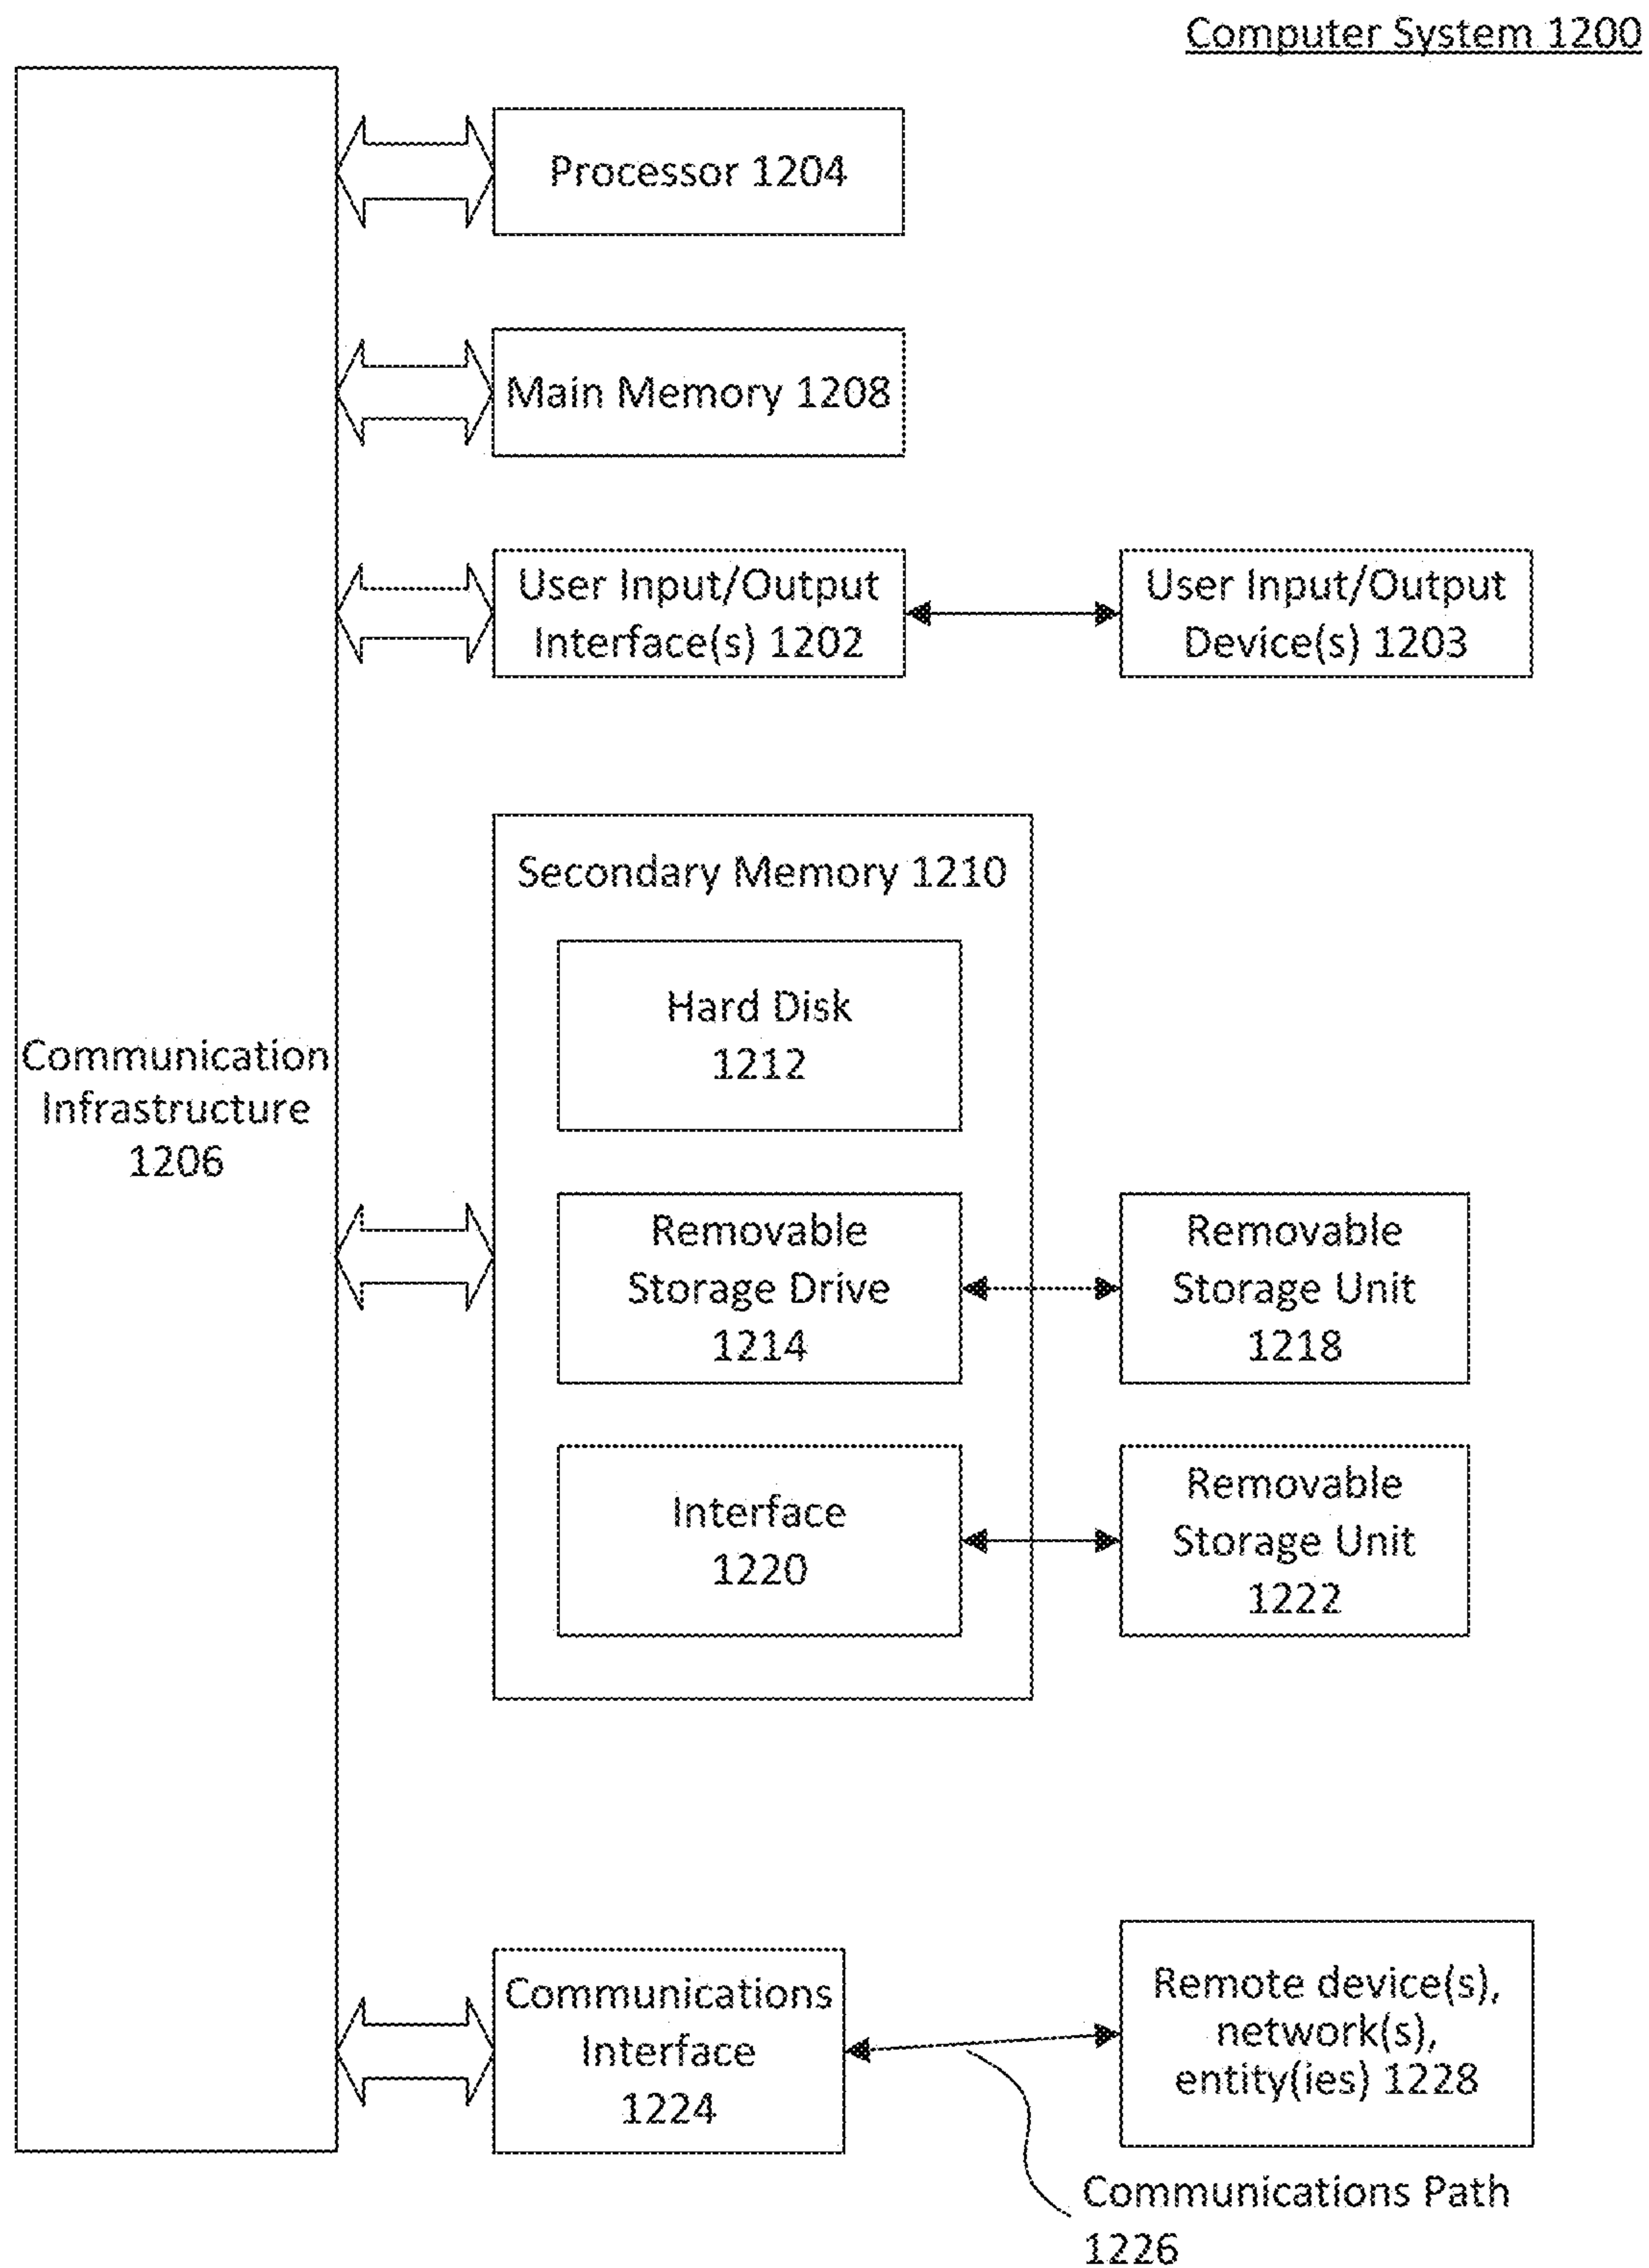 Computer System 1200
Processor 1204
Main Memory 1208
User Input/Output
Interface(s) 1202
User Input/Output
Device(s) 1203
Secondary Memory 1210
Hard Disk
1212
Communication
Infrastructure
1206
Removable
Storage Drive
1214
Removable
Storage Unit
1218
Interface
1220
Removable
Storage Unit
1222
Communications
Interface
1224
Remote device(s),
network(s),
entity(ies) 1228
Communications Path
1226